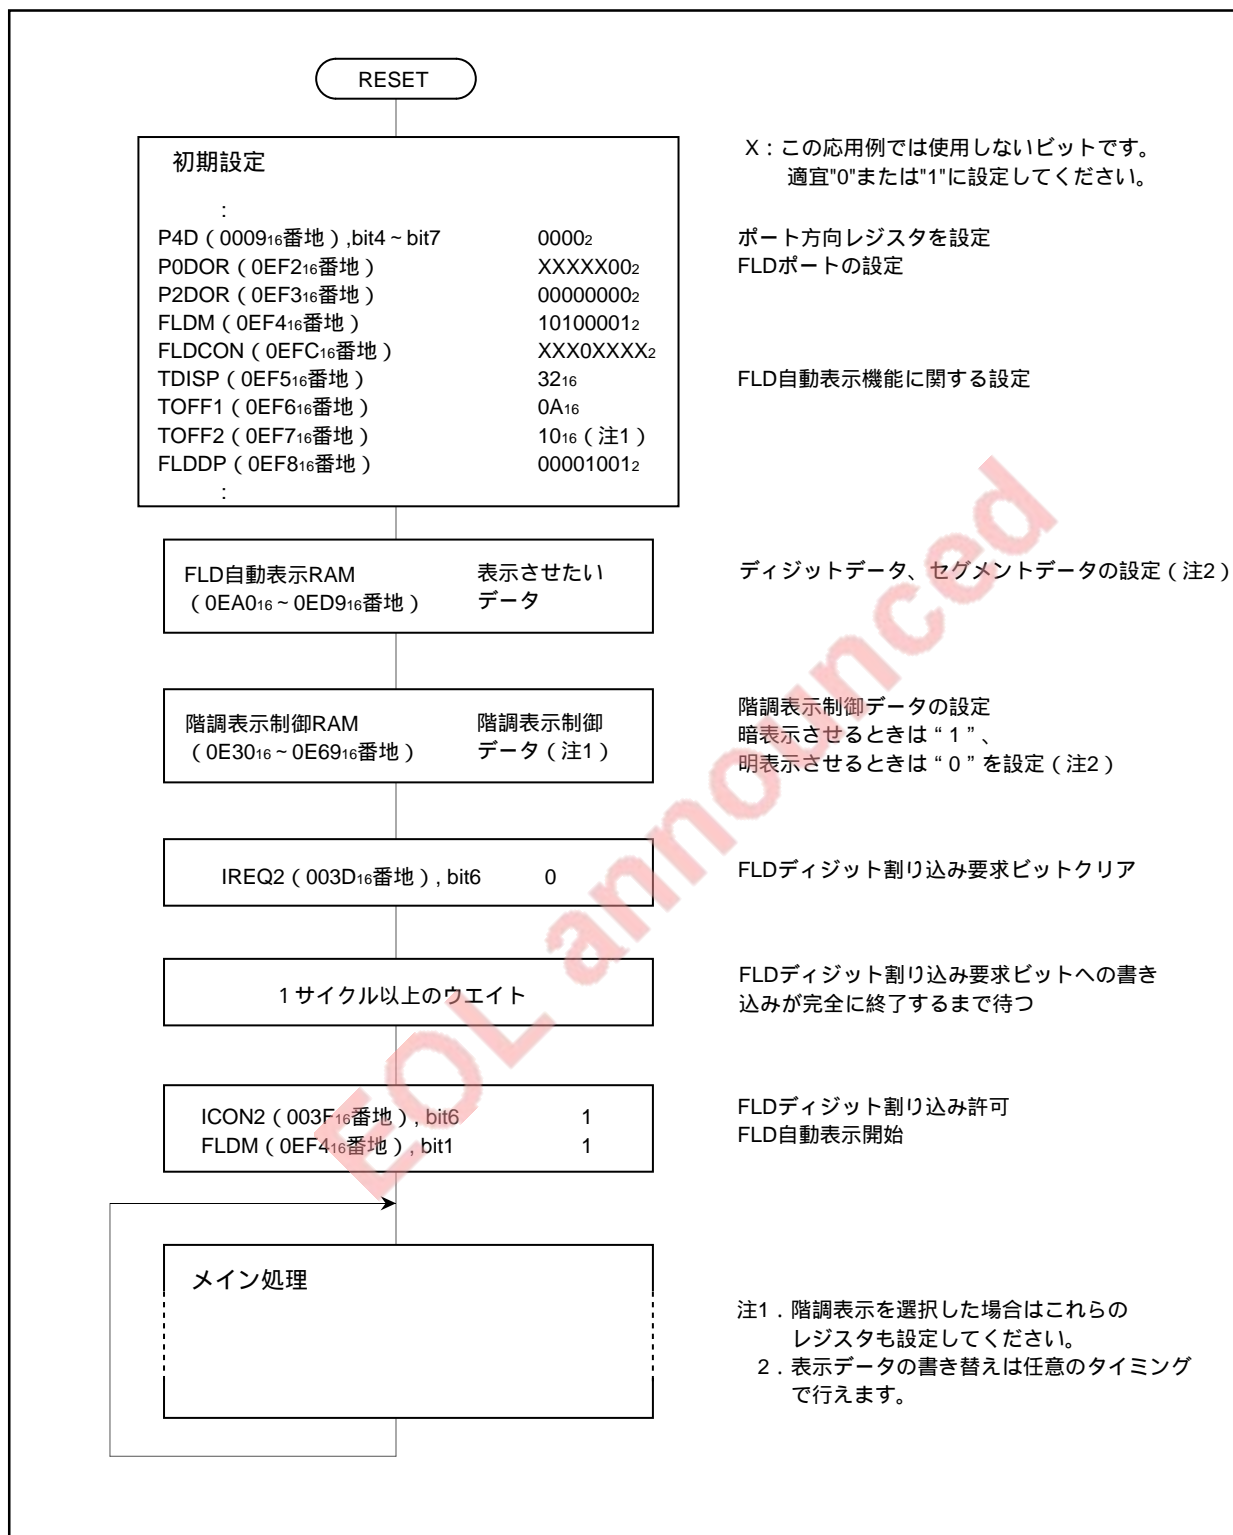 RESET
初期設定
X：この応用例では使用しないビットです。
適宜"0"または"1"に設定してください。
:
P4D（000916番地）,bit4～bit7 00002 ポート方向レジスタを設定
P0DOR（0EF216番地） XXXXX002 FLDポートの設定
P2DOR（0EF316番地） 000000002
FLDM（0EF416番地） 101000012
FLDCON（0EFC16番地） XXX0XXXX2
TDISP（0EF516番地） 3216 FLD自動表示機能に関する設定
TOFF1（0EF616番地） 0A16
TOFF2（0EF716番地） 1016（注1）
FLDDP（0EF816番地） 000010012
:
FLD自動表示RAM 表示させたい ディジットデータ、セグメントデータの設定（注2）
（0EA016～0ED916番地） データ
階調表示制御RAM 階調表示制御
（0E3016～0E6916番地） データ（注1）
階調表示制御データの設定
暗表示させるときは“1”、
明表示させるときは“0”を設定（注2）
IREQ2（003D16番地）, bit6 0 FLDディジット割り込み要求ビットクリア
1サイクル以上のウエイト
FLDディジット割り込み要求ビットへの書き
込みが完全に終了するまで待つ
ICON2（003F16番地）, bit6 1 FLDディジット割り込み許可
FLDM（0EF416番地）, bit1 1 FLD自動表示開始
メイン処理
注1．階調表示を選択した場合はこれらの
レジスタも設定してください。
2．表示データの書き替えは任意のタイミング
で行えます。
EOL announced